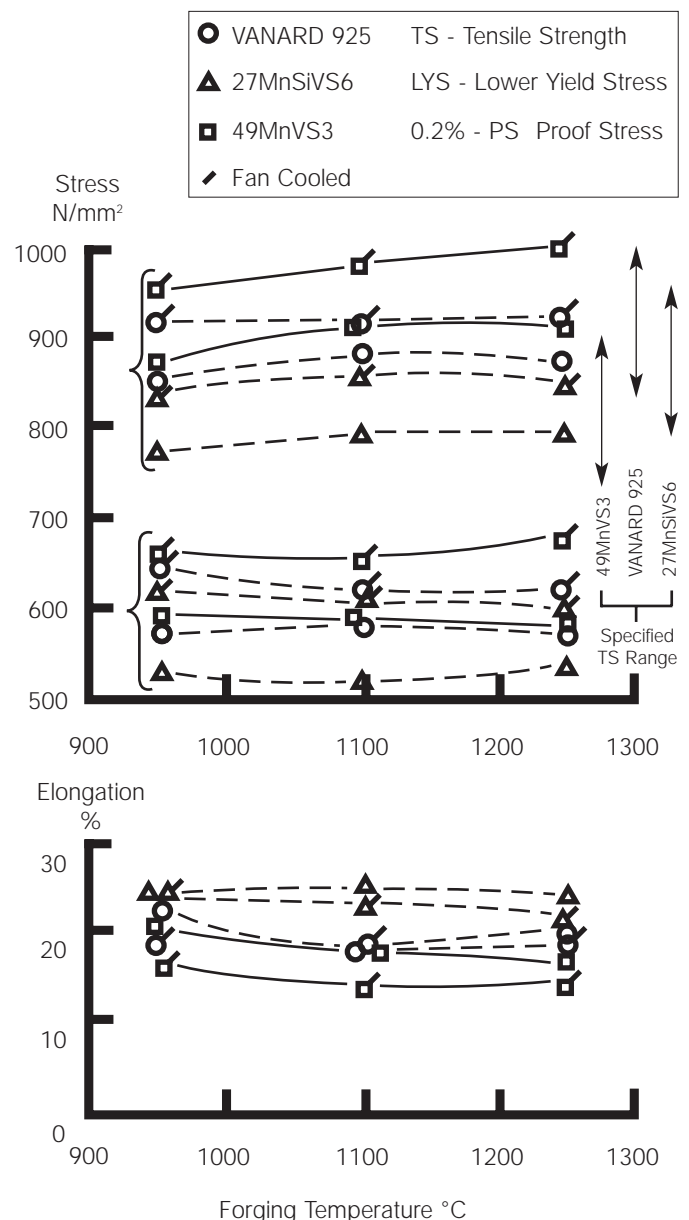 VANARD 925 TS - Tensile Strength
27MnSiVS6 LYS - Lower Yield Stress
49MnVS3 0.2% - PS Proof Stress
Fan Cooled
Stress
N/mm²
1000
900
800
700
600
500
49MnVS3
VANARD 925
27MnSiVS6
Specified
TS Range
900 1000 1100 1200 1300
Elongation
%
30
20
10
0
900 1000 1100 1200 1300
Forging Temperature °C